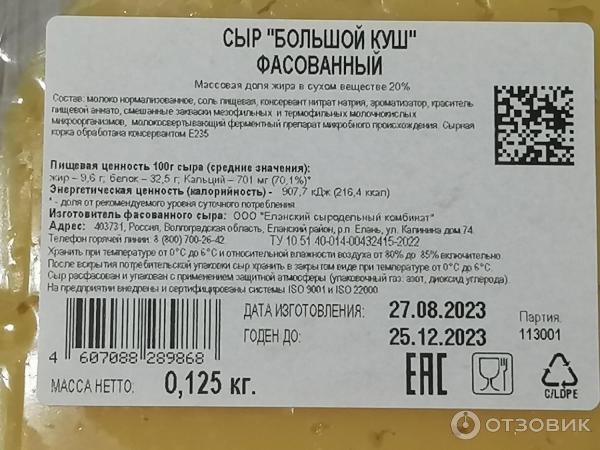 СЫР "БОЛЬШОЙ КУШ"
ФАСОВАННЫЙ
Массовая доля жира в сухом веществе 20%
Состав: молоко нормализованное, соль пищевая, консервант нитрат натрия, ароматизатор, краситель
пищевой аннато, смешанные закваски мезофильных и термофильных молочнокислых
микроорганизмов, молокосвертывающий ферментный препарат микробного происхождения. Сырная
корка обработана консервантом Е235
Пищевая ценность 100г сыра (средние значения):
жир – 9,6 г; белок – 32,5 г; Кальций – 701 мг (70,1%)*
Энергетическая ценность (калорийность) - 907,7 кДж (216,4 ккал)
* - доля от рекомендуемого уровня суточного потребления
Изготовитель фасованного сыра: ООО "Еланский сыродельный комбинат"
Адрес: 403731, Россия, Волгоградская область, Еланский район, р.п. Елань, ул. Калинина дом 74.
Телефон горячей линии: 8 (800) 700-26-42. ТУ 10 51 40-014-00432415-2022
Хранить при температуре от 0°С до 6°С и относительной влажности воздуха от 80% до 85% включительно.
После вскрытия потребительской упаковки сыр хранить в закрытом виде при температуре от 0°С до 6°С.
Сыр расфасован и упакован с применением защитной атмосферы (упаковочный газ: азот, диоксид углерода).
На предприятии внедрены и сертифицированы системы ISO 9001 и ISO 22000
ДАТА ИЗГОТОВЛЕНИЯ: 27.08.2023
ГОДЕН ДО: 25.12.2023
Партия:
113001
4 607088 289868
МАССА НЕТТО: 0,125 кг.
ЕАС
C/LDPE
ОТЗОВИК